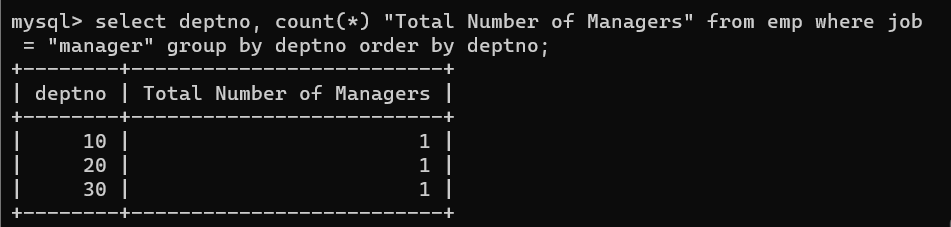 mysql> select deptno, count(*) "Total Number of Managers" from emp where job
 = "manager" group by deptno order by deptno;
+--------+--------------------------+
| deptno | Total Number of Managers |
+--------+--------------------------+
|     10 |                        1 |
|     20 |                        1 |
|     30 |                        1 |
+--------+--------------------------+